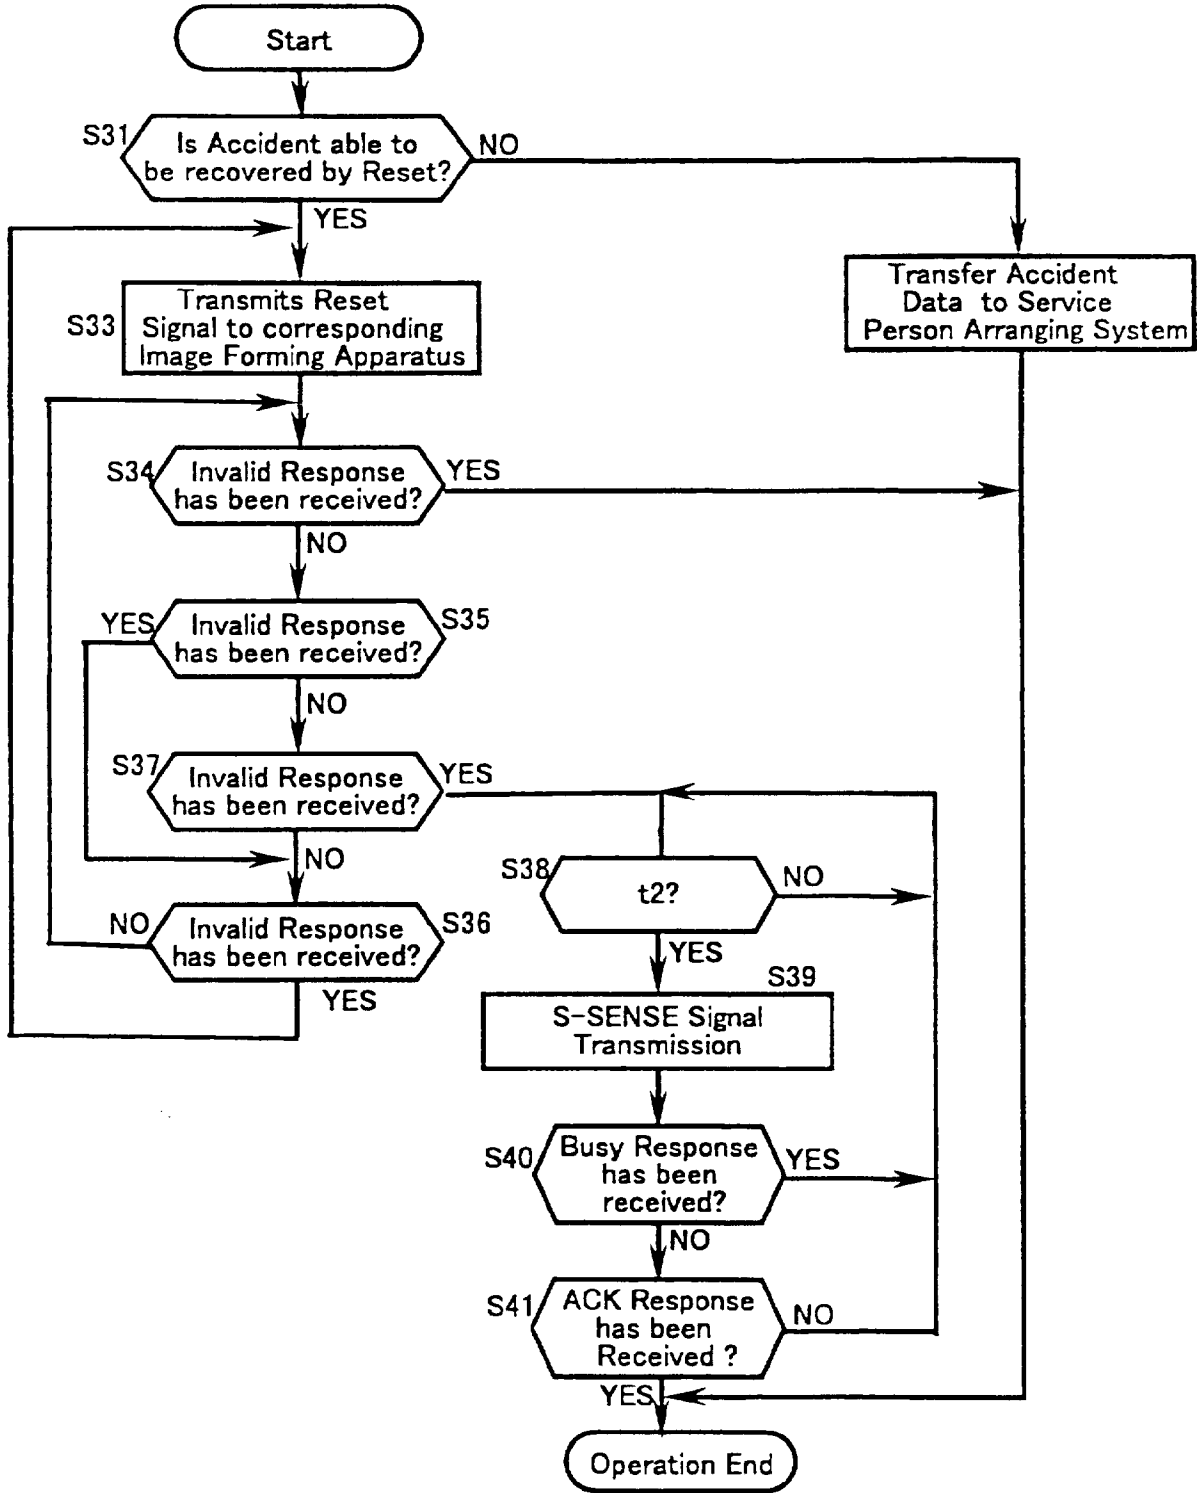 Start
S31
Is Accident able to
be recovered by Reset?
NO
YES
Transfer Accident
Data to Service
Person Arranging System
S33
Transmits Reset
Signal to corresponding
Image Forming Apparatus
S34
Invalid Response
has been received?
YES
NO
YES
Invalid Response
has been received?
S35
NO
S37
Invalid Response
has been received?
YES
NO
S38
t2?
NO
YES
NO
Invalid Response
has been received?
S36
YES
S39
S-SENSE Signal
Transmission
S40
Busy Response
has been
received?
YES
NO
S41
ACK Response
has been
Received ?
NO
YES
Operation End